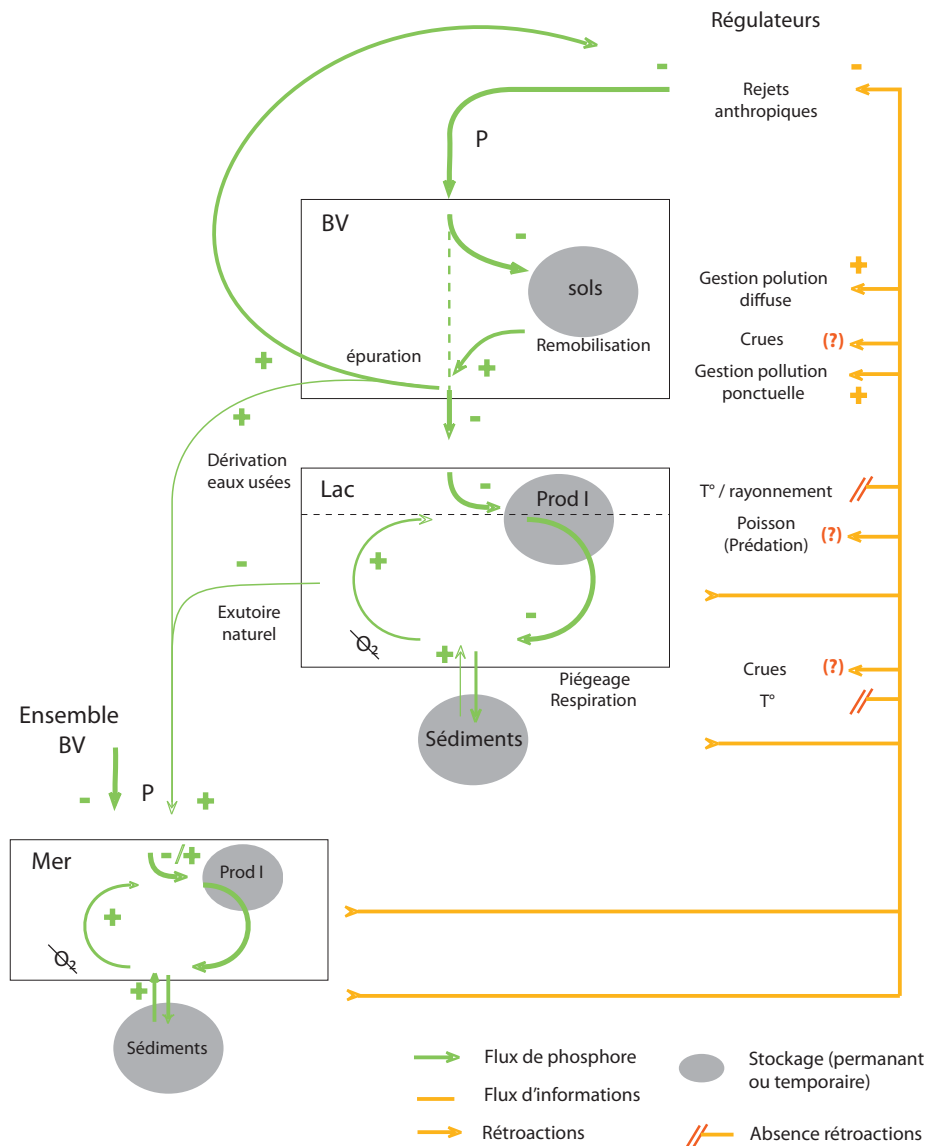 Régulateurs
-
-
Rejets
anthropiques
P
BV
-
sols
Remobilisation
+
épuration
+
+
-
Dérivation
eaux usées
Gestion polution
diffuse
+
Crues
(?)
Gestion pollution
ponctuelle
+
Lac
-
Prod I
T° / rayonnement
Poisson
(Prédation)
(?)
+
-
-
Exutoire
naturel
O₂
+
Piégeage
Respiration
Sédiments
Crues
(?)
T°
Ensemble
BV
-
P
+
Mer
-/+
Prod I
+
O₂
+
Sédiments
Flux de phosphore
Flux d'informations
Rétroactions
Stockage (permanant
ou temporaire)
Absence rétroactions